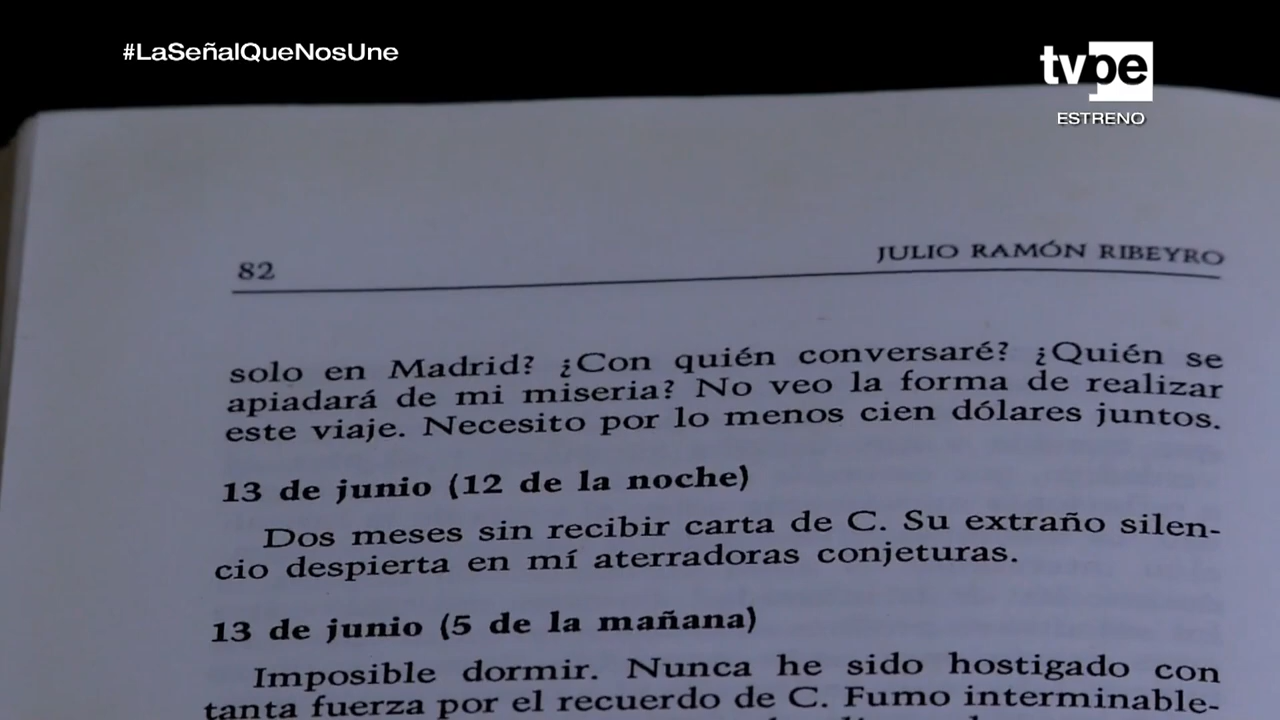 #LaSeñalQueNosUne
tvpe
ESTRENO
82
JULIO RAMÓN RIBEYRO
solo en Madrid? ¿Con quién conversaré? ¿Quién se
apiadará de mi miseria? No veo la forma de realizar
este viaje. Necesito por lo menos cien dólares juntos.
13 de junio (12 de la noche)
Dos meses sin recibir carta de C. Su extraño silen-
cio despierta en mí aterradoras conjeturas.
13 de junio (5 de la mañana)
Imposible dormir. Nunca he sido hostigado con
tanta fuerza por el recuerdo de C. Fumo interminable-